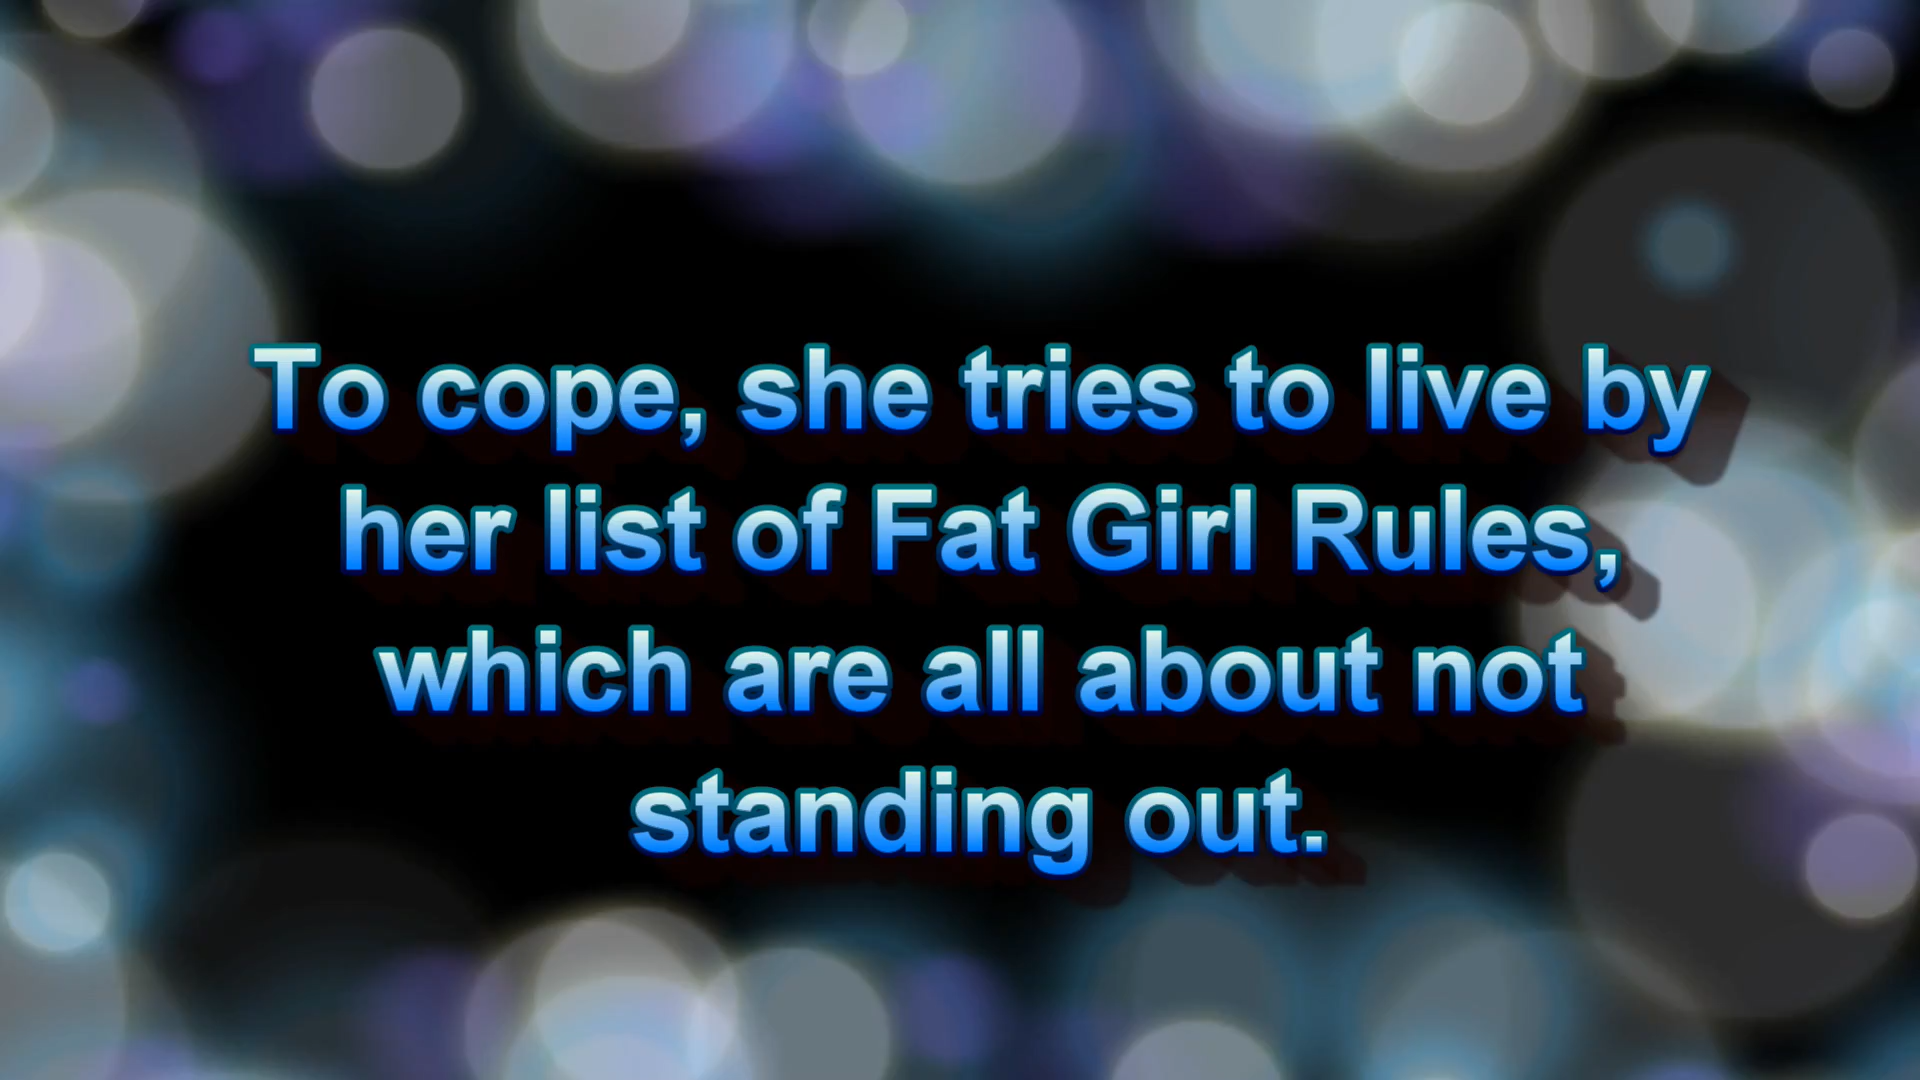 To cope, she tries to live by
her list of Fat Girl Rules,
which are all about not
standing out.